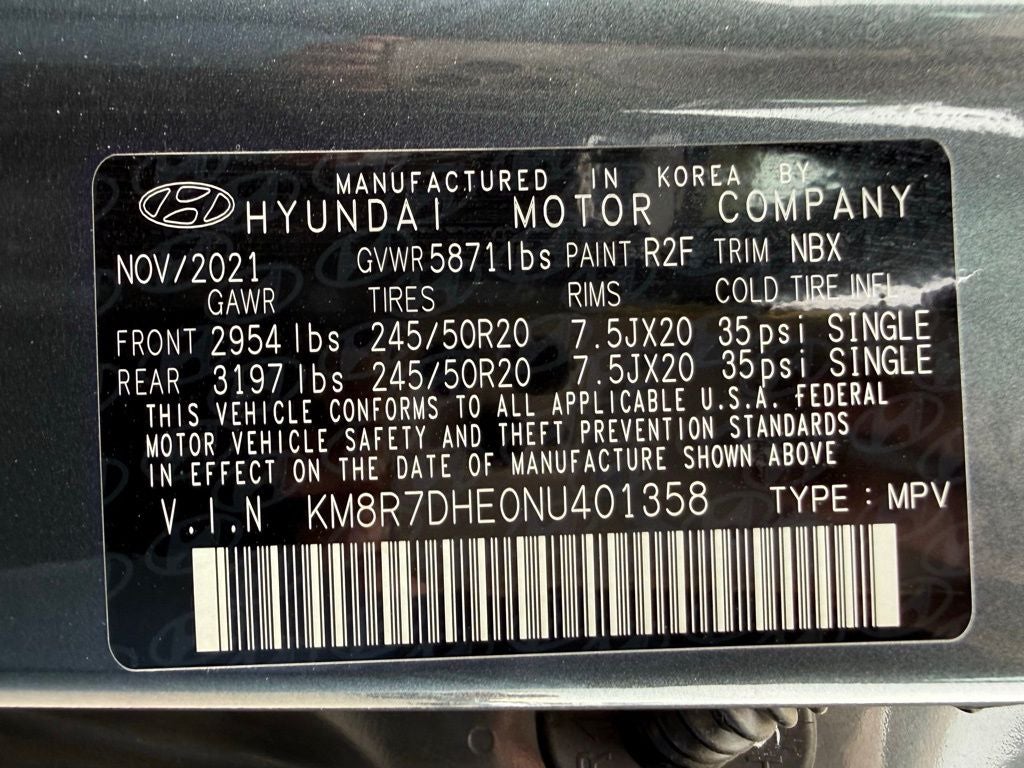 MANUFACTURED IN KOREA BY
HYUNDAI MOTOR COMPANY
NOV/2021 GVWR 5871lbs PAINT R2F TRIM NBX
GAWR TIRES RIMS COLD TIRE INFL
FRONT 2954 lbs 245/50R20 7.5JX20 35psi SINGLE
REAR 3197 lbs 245/50R20 7.5JX20 35psi SINGLE
THIS VEHICLE CONFORMS TO ALL APPLICABLE U.S.A. FEDERAL
MOTOR VEHICLE SAFETY AND THEFT PREVENTION STANDARDS
IN EFFECT ON THE DATE OF MANUFACTURE SHOWN ABOVE
V.I.N KM8R7DHE0NU401358 TYPE : MPV